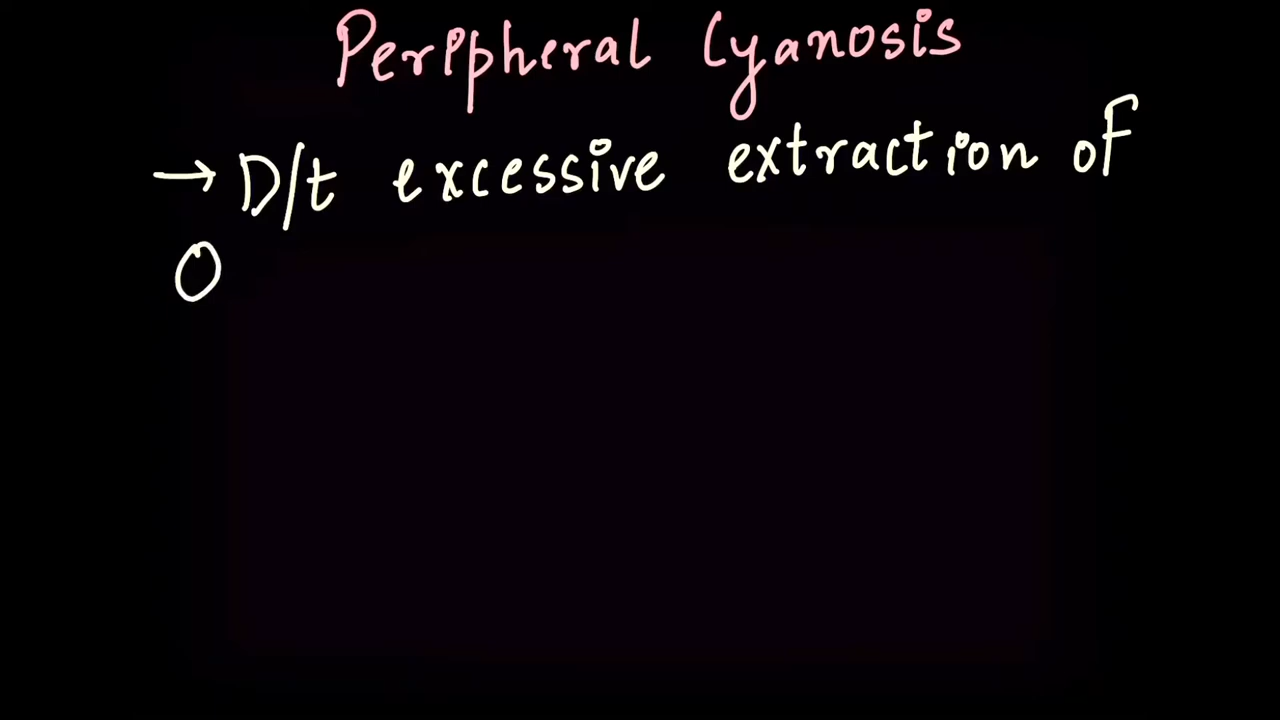 Peripheral Cyanosis
→ D/t excessive extraction of
O